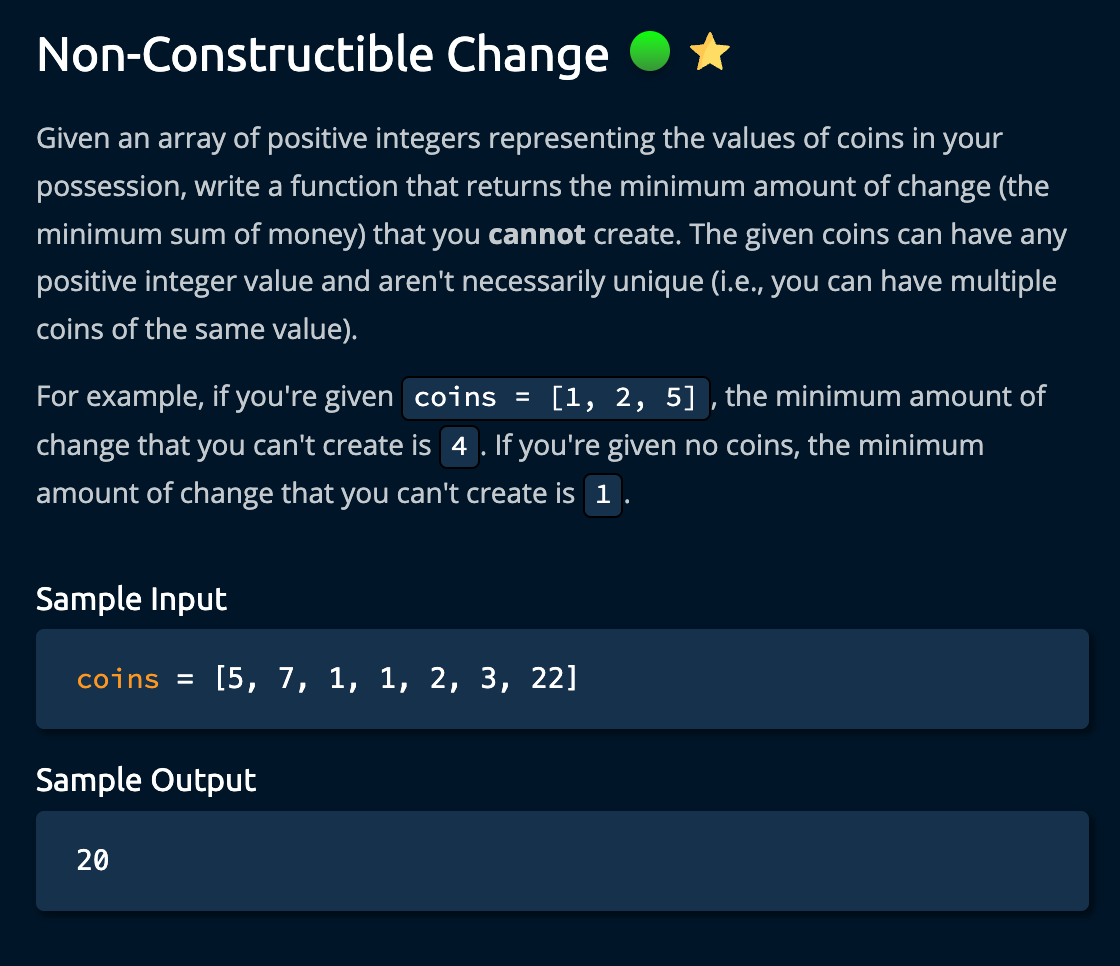 Non-Constructible Change
Given an array of positive integers representing the values of coins in your
possession, write a function that returns the minimum amount of change (the
minimum sum of money) that you cannot create. The given coins can have any
positive integer value and aren't necessarily unique (i.e., you can have multiple
coins of the same value).
For example, if you're given coins = [1, 2, 5], the minimum amount of
change that you can't create is 4. If you're given no coins, the minimum
amount of change that you can't create is 1.
Sample Input
coins = [5, 7, 1, 1, 2, 3, 22]
Sample Output
20